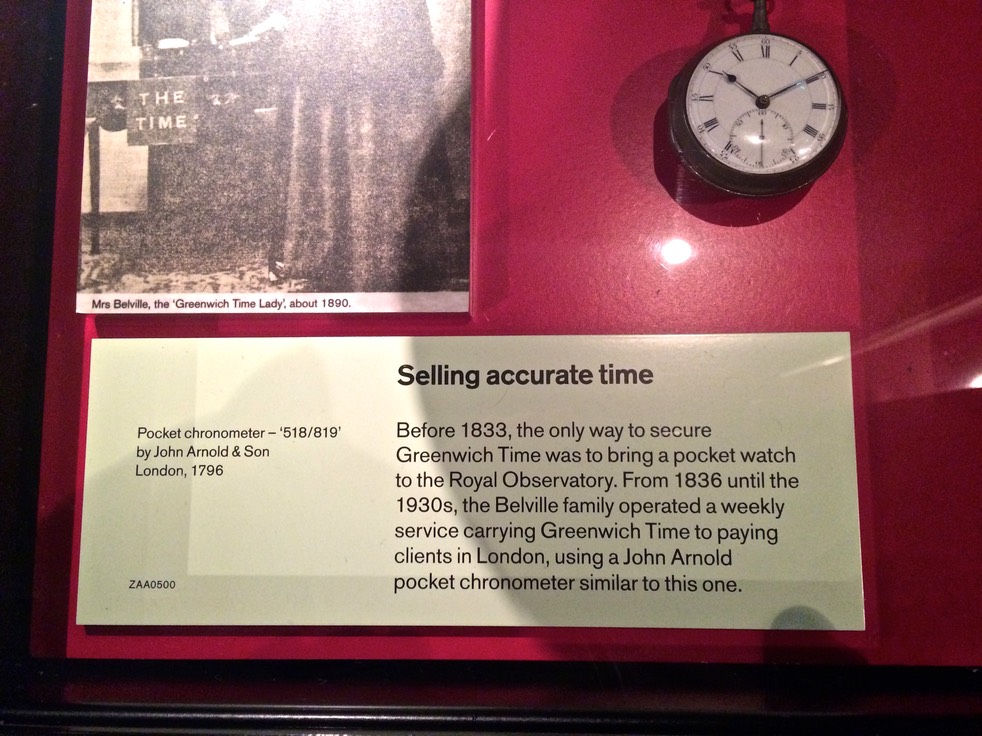 THE
TIME
Mrs Belville, the ‘Greenwich Time Lady’, about 1890.
Selling accurate time
Pocket chronometer – ‘518/819’
by John Arnold & Son
London, 1796
Before 1833, the only way to secure
Greenwich Time was to bring a pocket watch
to the Royal Observatory. From 1836 until the
1930s, the Belville family operated a weekly
service carrying Greenwich Time to paying
clients in London, using a John Arnold
pocket chronometer similar to this one.
ZAA0500